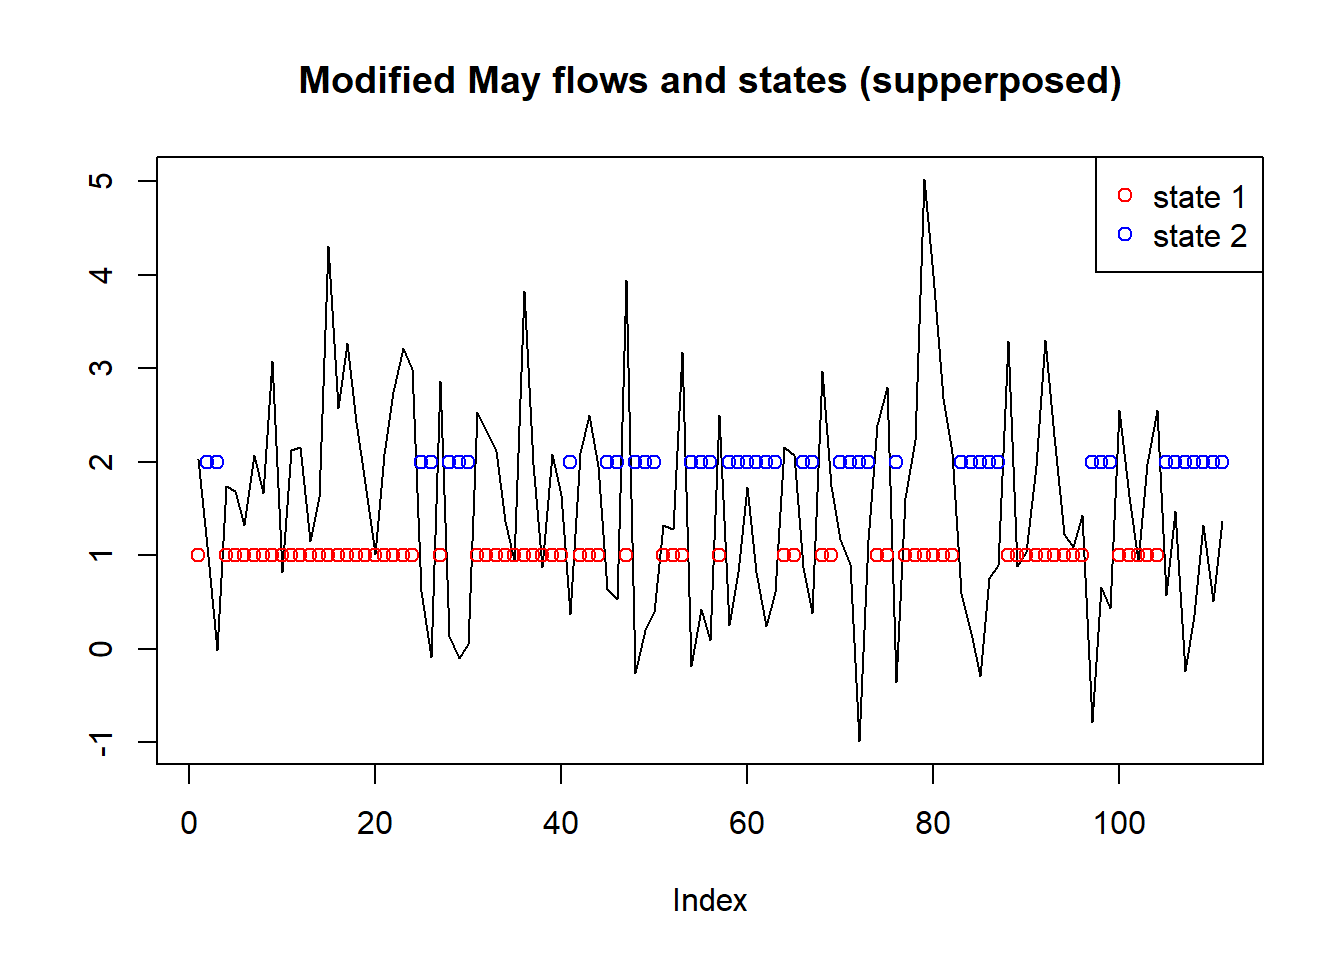 Modified May flows and states (supperposed)
5
4
3
2
1
0
-1
state 1
state 2
0 20 40 60 80 100
Index